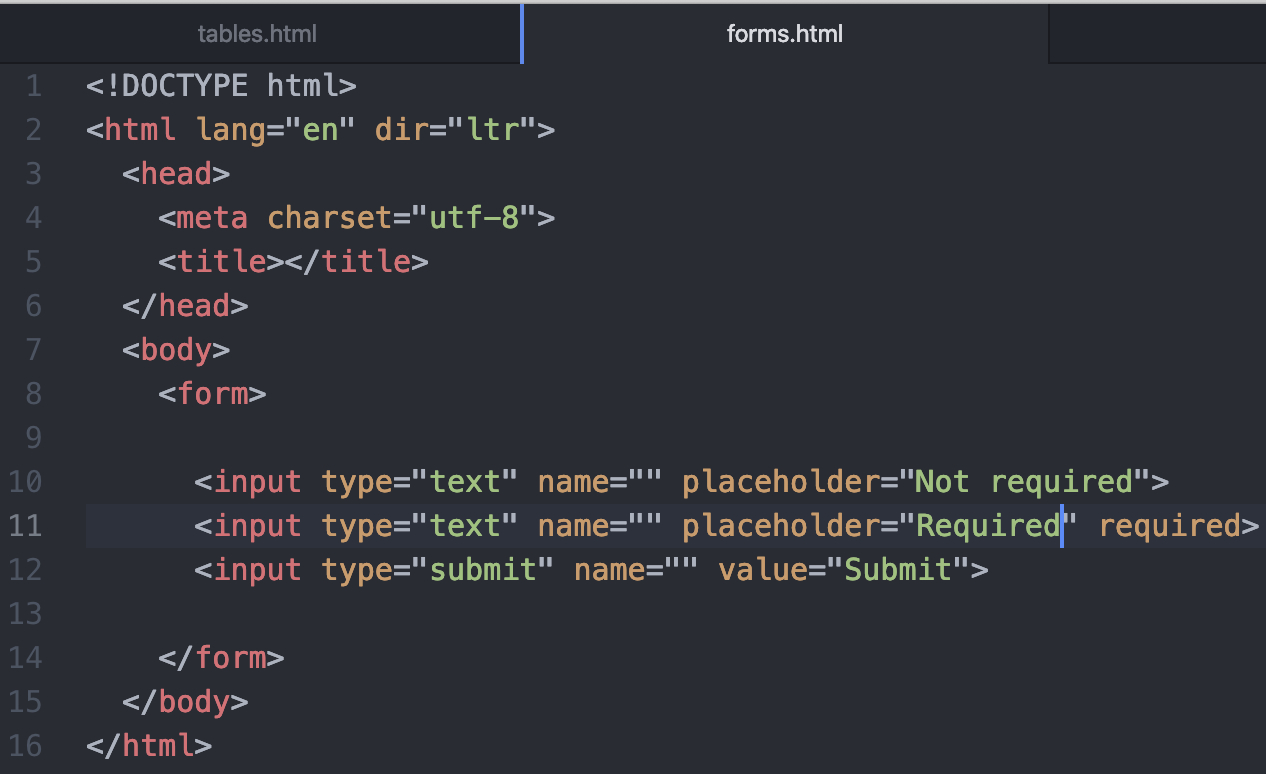 tables.html
forms.html
1 <!DOCTYPE html>
2 <html lang="en" dir="ltr">
3 <head>
4 <meta charset="utf-8">
5 <title></title>
6 </head>
7 <body>
8 <form>
9
10 <input type="text" name="" placeholder="Not required">
11 <input type="text" name="" placeholder="Required" required>
12 <input type="submit" name="" value="Submit">
13
14 </form>
15 </body>
16 </html>